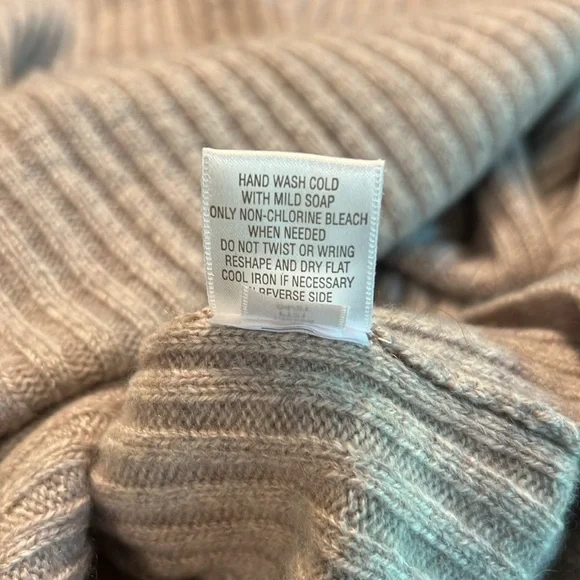 HAND WASH COLD
WITH MILD SOAP
ONLY NON-CHLORINE BLEACH
WHEN NEEDED
DO NOT TWIST OR WRING
RESHAPE AND DRY FLAT
COOL IRON IF NECESSARY
REVERSE SIDE